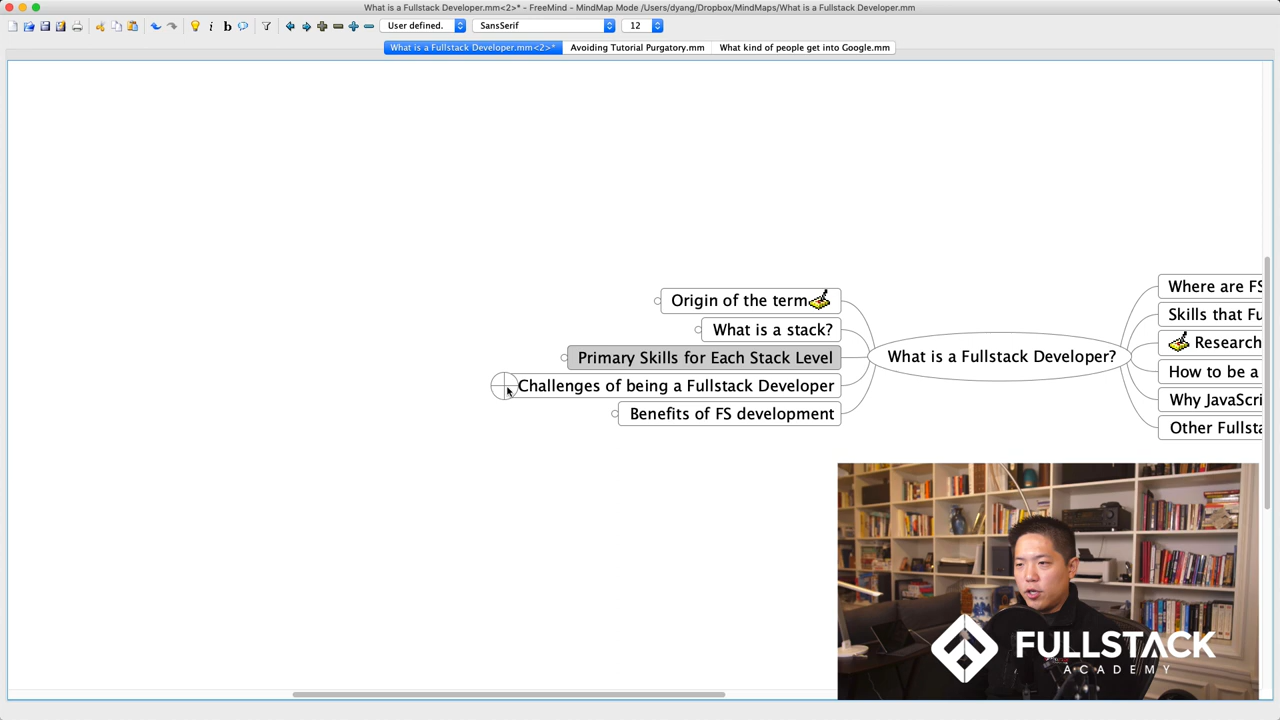 What is a Fullstack Developer.mm<2>* - FreeMind - MindMap Mode /Users/dyang/Dropbox/MindMaps/What is a Fullstack Developer.mm
User defined.
SansSerif
12
What is a Fullstack Developer.mm<2>*
Avoiding Tutorial Purgatory.mm
What kind of people get into Google.mm
Origin of the term
What is a stack?
Primary Skills for Each Stack Level
Challenges of being a Fullstack Developer
Benefits of FS development
What is a Fullstack Developer?
Where are FS
Skills that Fu
Research
How to be a
Why JavaScri
Other Fullsta
FULLSTACK
ACADEMY